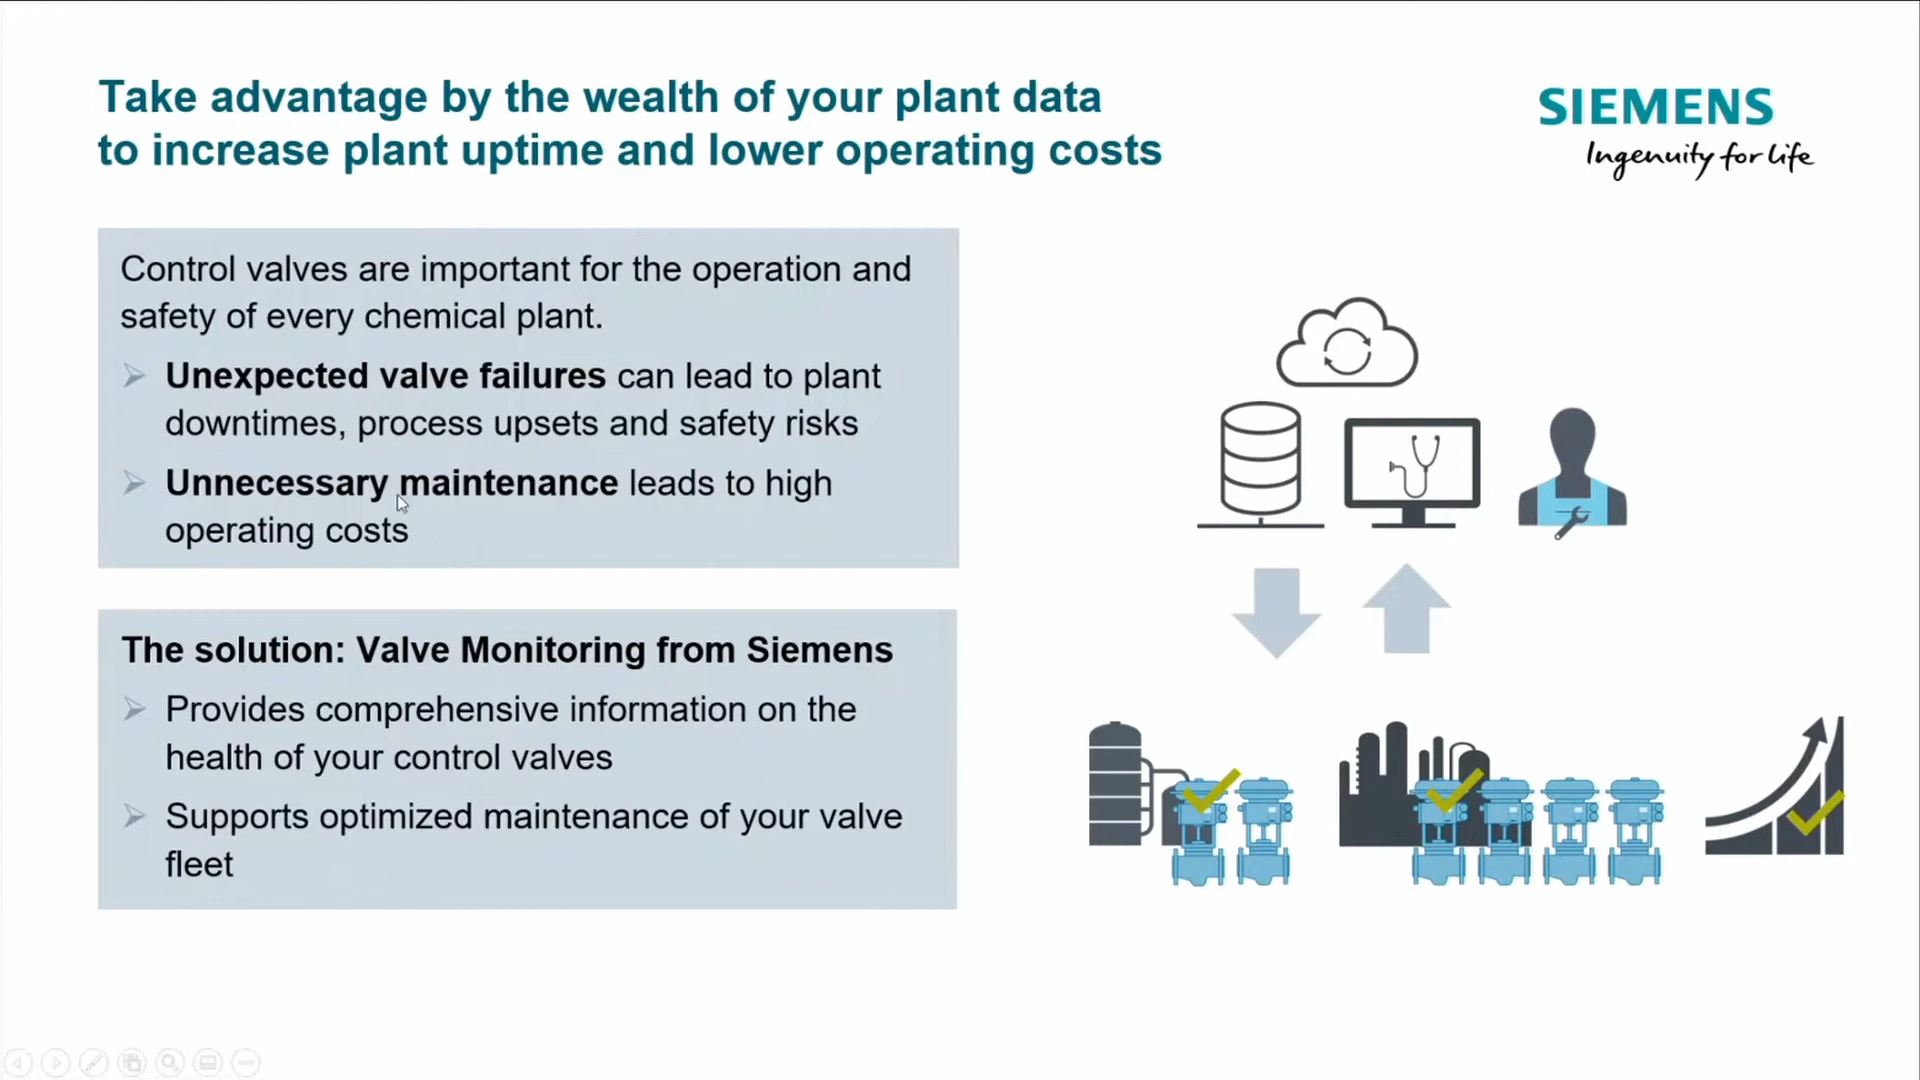 Take advantage by the wealth of your plant data
to increase plant uptime and lower operating costs
SIEMENS
Ingenuity for life
Control valves are important for the operation and
safety of every chemical plant.
Unexpected valve failures can lead to plant
downtimes, process upsets and safety risks
Unnecessary maintenance leads to high
operating costs
The solution: Valve Monitoring from Siemens
Provides comprehensive information on the
health of your control valves
Supports optimized maintenance of your valve
fleet